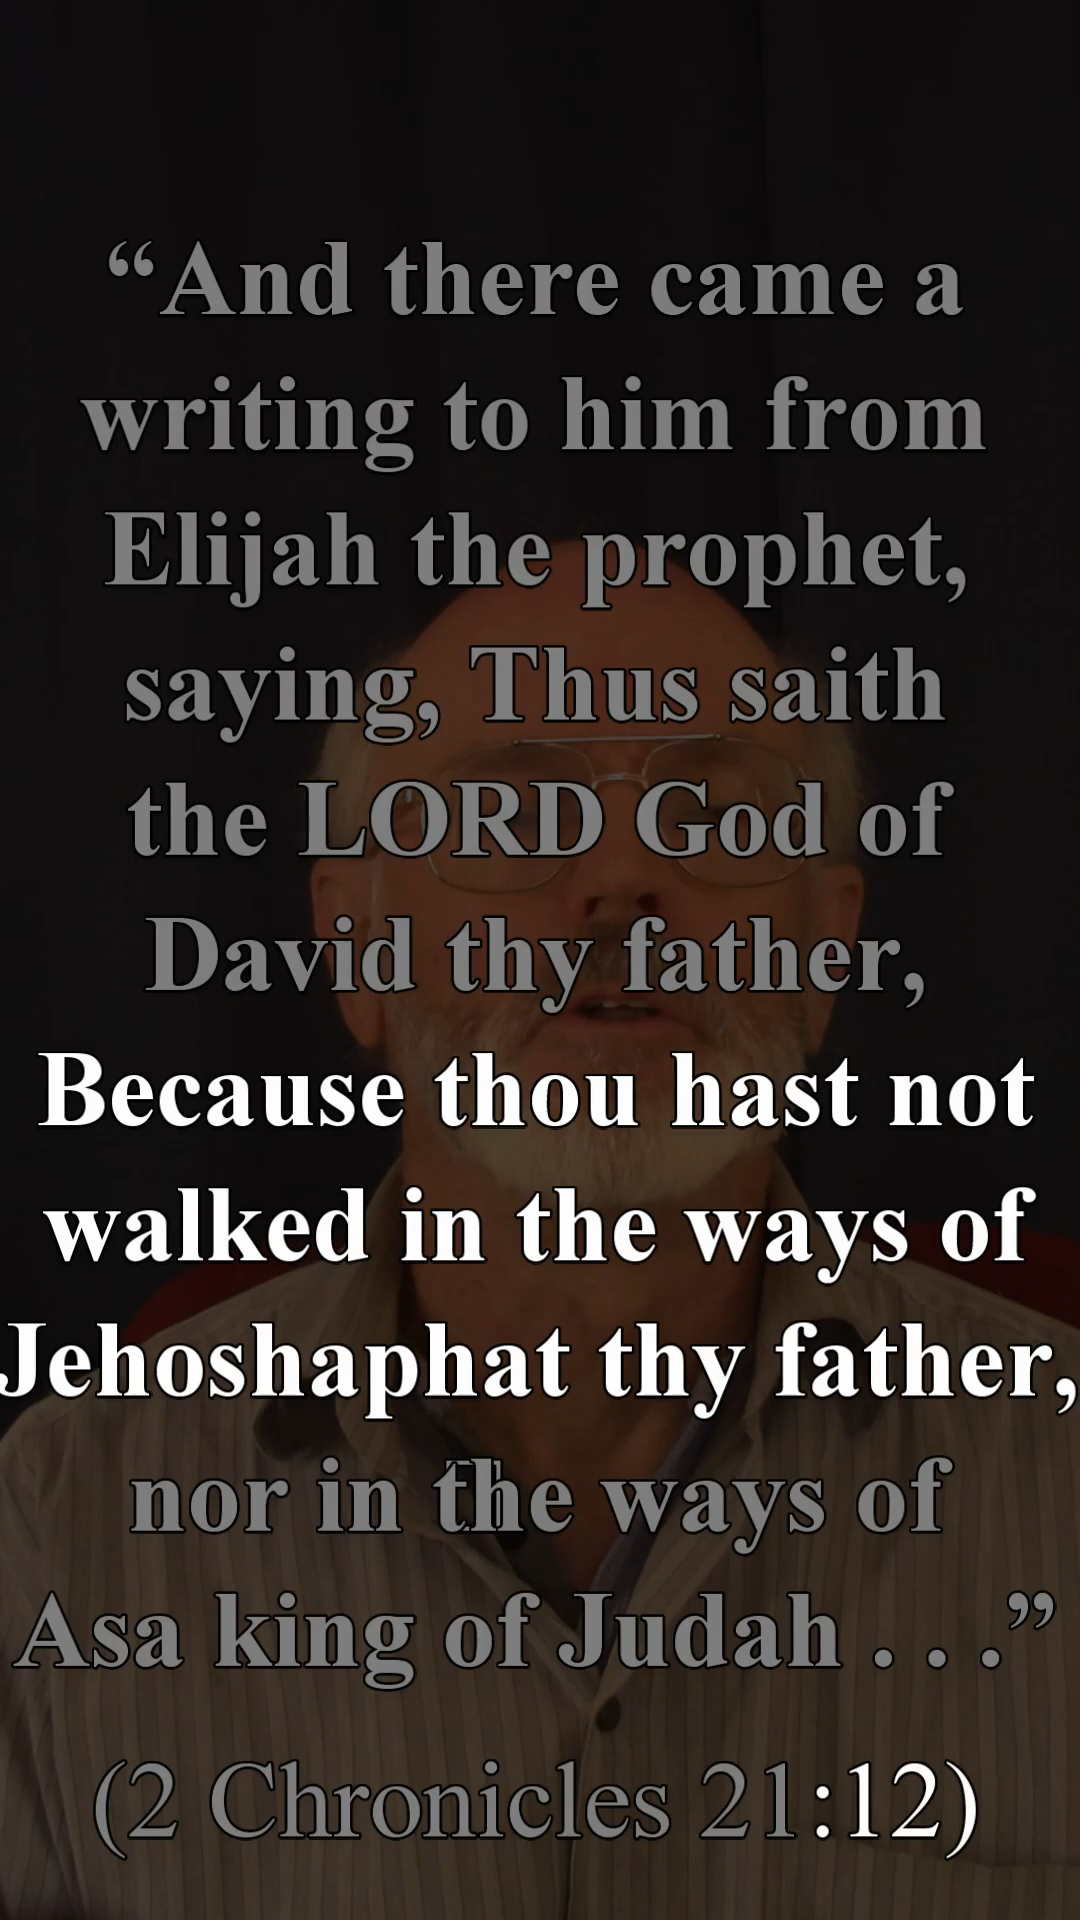 “And there came a
writing to him from
Elijah the prophet,
saying, Thus saith
the LORD God of
David thy father,
Because thou hast not
walked in the ways of
Jehoshaphat thy father,
nor in the ways of
Asa king of Judah . . .”
(2 Chronicles 21:12)